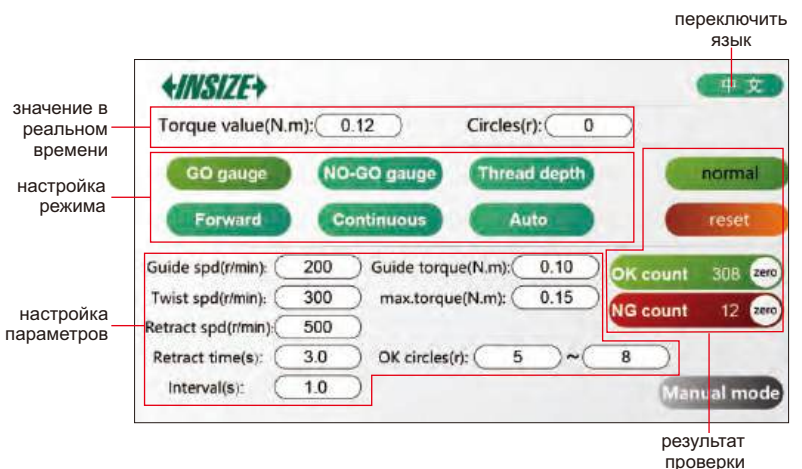 переключить
язык
INSIZE
中文
значение в
реальном
времени
Torque value(N.m): 0.12 Circles(r): 0
настройка
режима
GO gauge NO-GO gauge Thread depth normal
Forward Continuous Auto reset
Guide spd(r/min): 200 Guide torque(N.m): 0.10 OK count 308 zero
Twist spd(r/min): 300 max.torque(N.m): 0.15 NG count 12 zero
настройка
параметров
Retract spd(r/min): 500
Retract time(s): 3.0 OK circles(r): 5 ~ 8
Interval(s): 1.0 Manual mode
результат
проверки